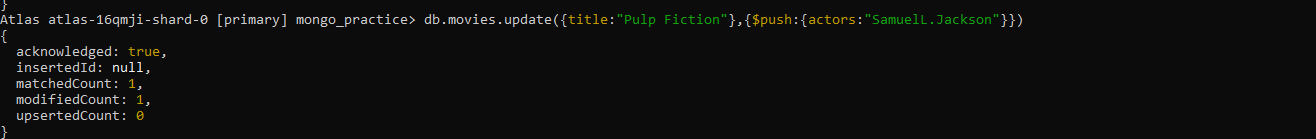 }
Atlas atlas-16qmji-shard-0 [primary] mongo_practice> db.movies.update({title:"Pulp Fiction"},{$push:{actors:"SamuelL.Jackson"}})
{
  acknowledged: true,
  insertedId: null,
  matchedCount: 1,
  modifiedCount: 1,
  upsertedCount: 0
}